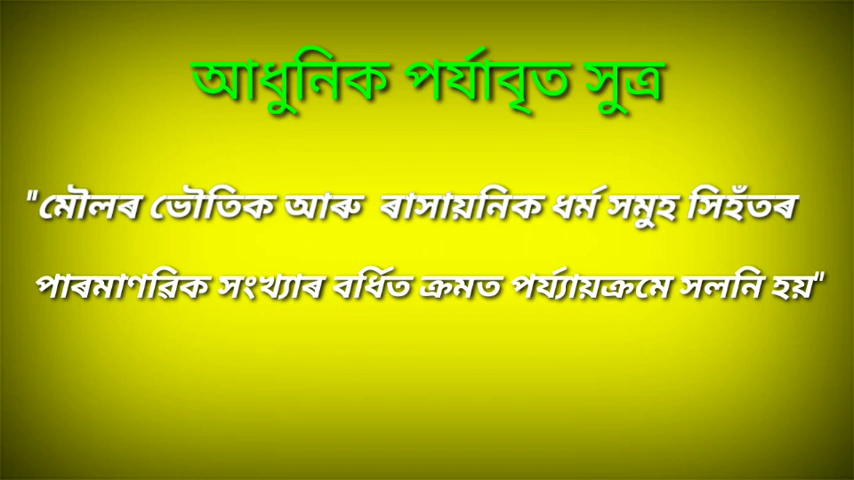 আধুনিক পৰ্যাবৃত সুত্ৰ
"মৌলৰ ভৌতিক আৰু ৰাসায়নিক ধৰ্ম সমুহ সিহঁতৰ
পাৰমাণৱিক সংখ্যাৰ বৰ্ধিত ক্ৰমত পৰ্য্যায়ক্ৰমে সলনি হয়"